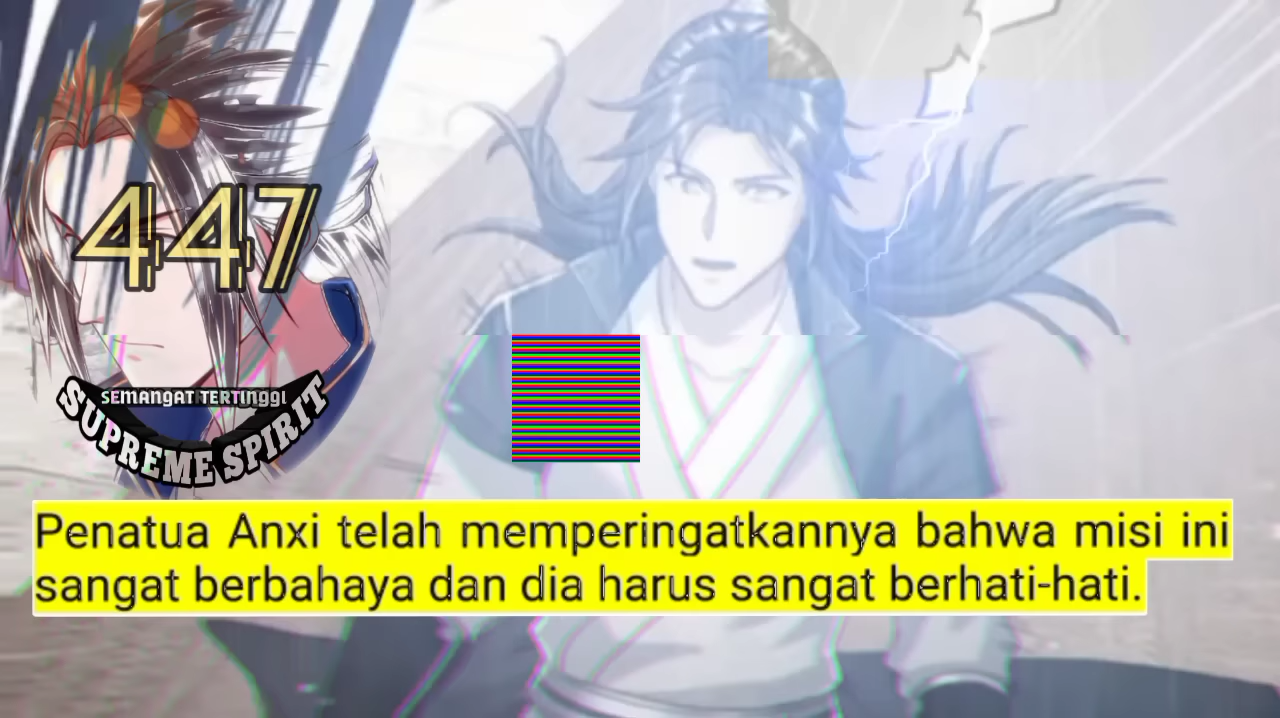 447
SEMANGAT TERTINGGI
SUPREME SPIRIT
Penatua Anxi telah memperingatkannya bahwa misi ini
sangat berbahaya dan dia harus sangat berhati-hati.